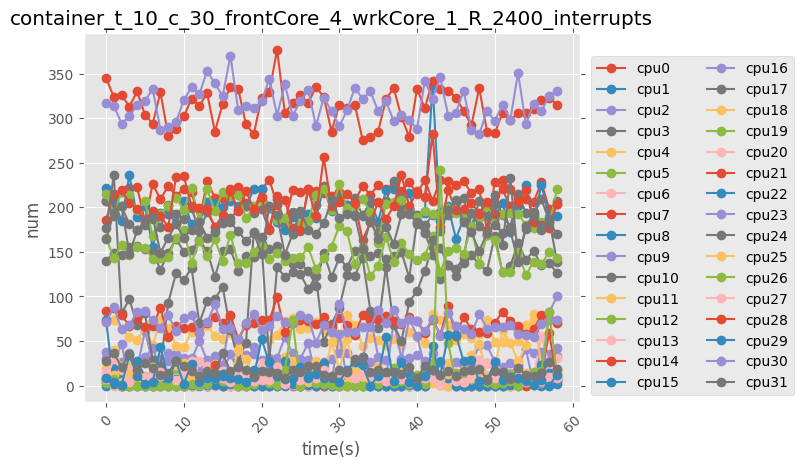 container_t_10_c_30_frontCore_4_wrkCore_1_R_2400_interrupts
350
300
250
200
150
100
50
0
num
0
10
20
30
40
50
60
time(s)
cpu0
cpu1
cpu2
cpu3
cpu4
cpu5
cpu6
cpu7
cpu8
cpu9
cpu10
cpu11
cpu12
cpu13
cpu14
cpu15
cpu16
cpu17
cpu18
cpu19
cpu20
cpu21
cpu22
cpu23
cpu24
cpu25
cpu26
cpu27
cpu28
cpu29
cpu30
cpu31